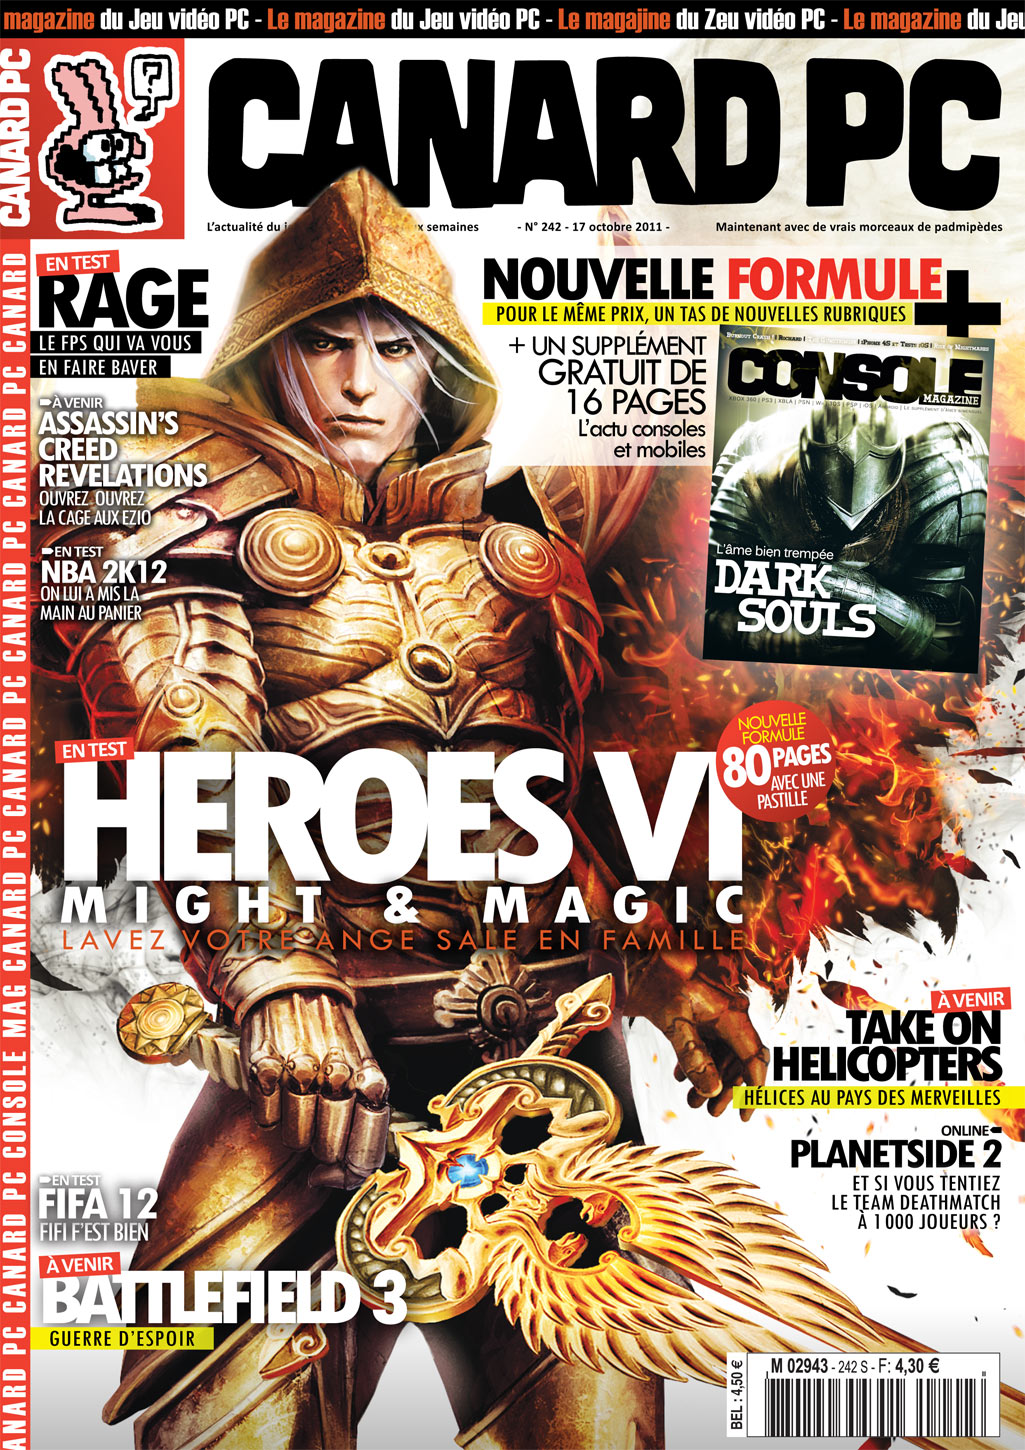 magazine du Jeu vidéo PC - Le magazine du Jeu vidéo PC - Le magajine du Zeu vidéo PC - Le magazine du Jeu
CANARD PC
?
CANARD PC
L'actualité du j
x semaines
- N° 242 - 17 octobre 2011 -
Maintenant avec de vrais morceaux de padmipèdes
EN TEST
RAGE
LE FPS QUI VA VOUS
EN FAIRE BAVER
À VENIR
ASSASSIN'S
CREED
REVELATIONS
OUVREZ, OUVREZ
LA CAGE AUX EZIO
EN TEST
NBA 2K12
ON LUI A MIS LA
MAIN AU PANIER
NOUVELLE FORMULE
POUR LE MÊME PRIX, UN TAS DE NOUVELLES RUBRIQUES
+
+ UN SUPPLÉMENT
GRATUIT DE
16 PAGES
L'actu consoles
et mobiles
CONSOLE
MAGAZINE
L'âme bien trempée
DARK
SOULS
NOUVELLE
FORMULE
80 PAGES
AVEC UNE
PASTILLE
EN TEST
HEROES VI
MIGHT & MAGIC
LAVEZ VOTRE ANGE SALE EN FAMILLE
À VENIR
TAKE ON
HELICOPTERS
HÉLICES AU PAYS DES MERVEILLES
ONLINE
PLANETSIDE 2
ET SI VOUS TENTIEZ
LE TEAM DEATHMATCH
À 1 000 JOUEURS ?
EN TEST
FIFA 12
FIFI F'EST BIEN
À VENIR
BATTLEFIELD 3
GUERRE D'ESPOIR
BEL : 4,50 €
M 02943 - 242 S - F: 4,30 €
ANARD PC CANARD PC CONSOLE MAG CANARD PC CANARD PC CANARD PC CANARD PC CANARD